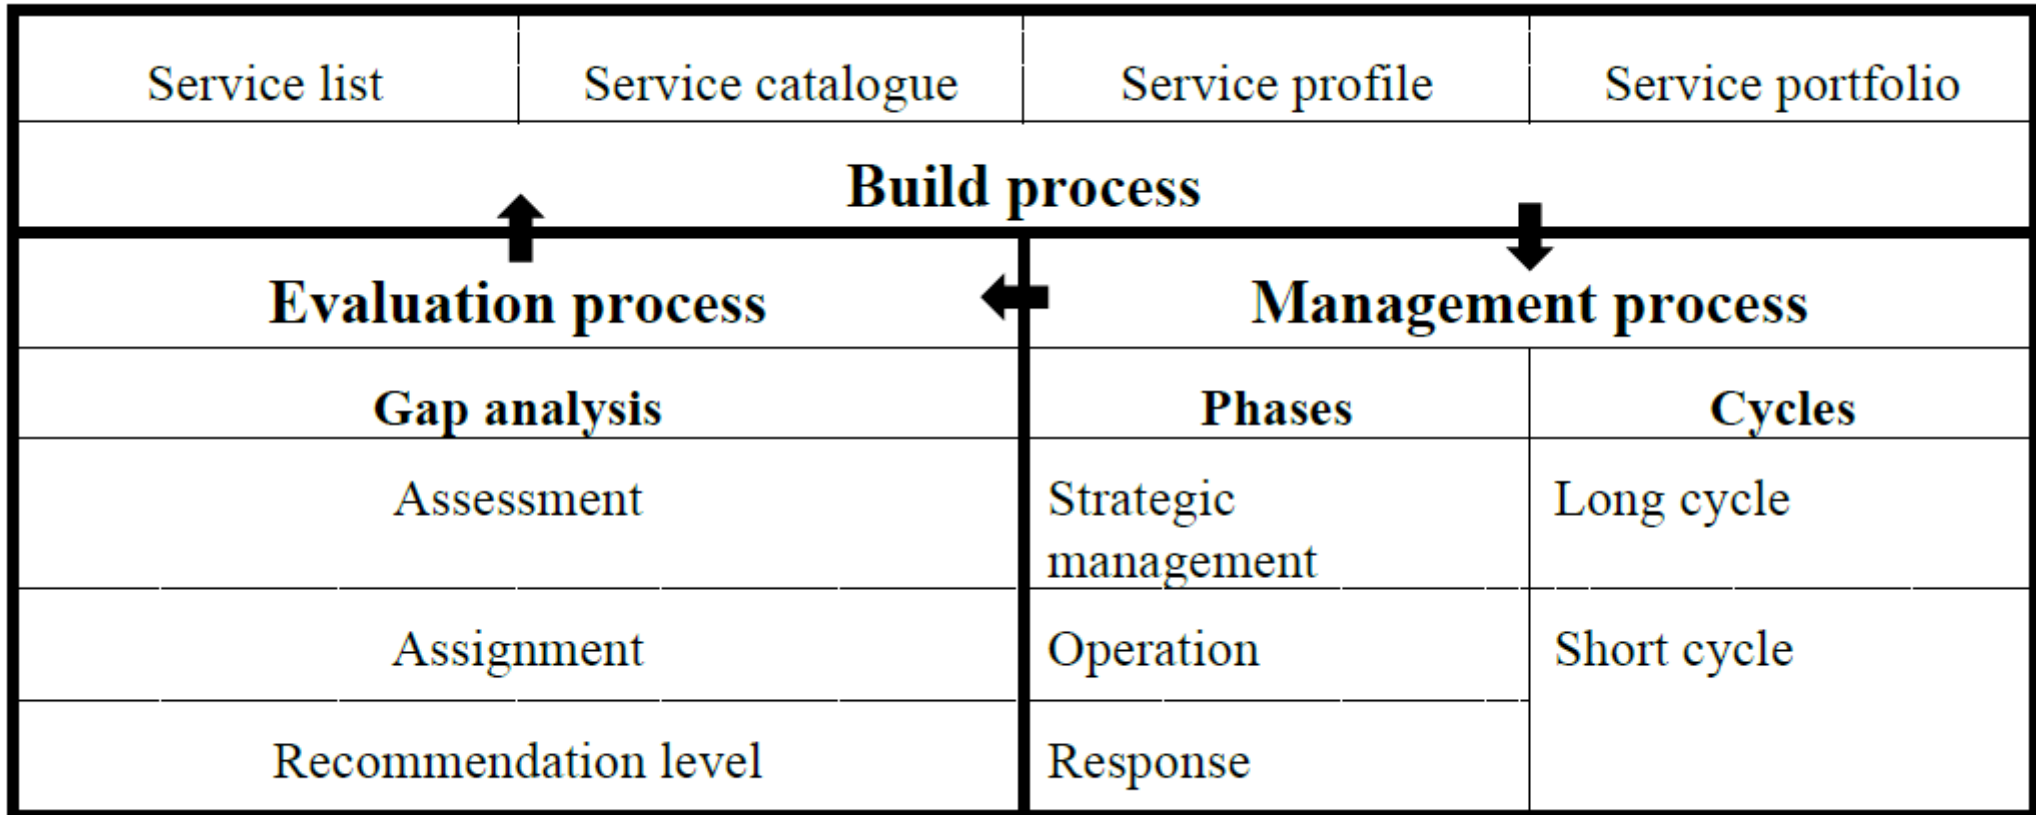 Service list
Service catalogue
Service profile
Service portfolio
Build process
Evaluation process
Management process
Gap analysis
Phases
Cycles
Assessment
Strategic
management
Long cycle
Assignment
Operation
Short cycle
Recommendation level
Response